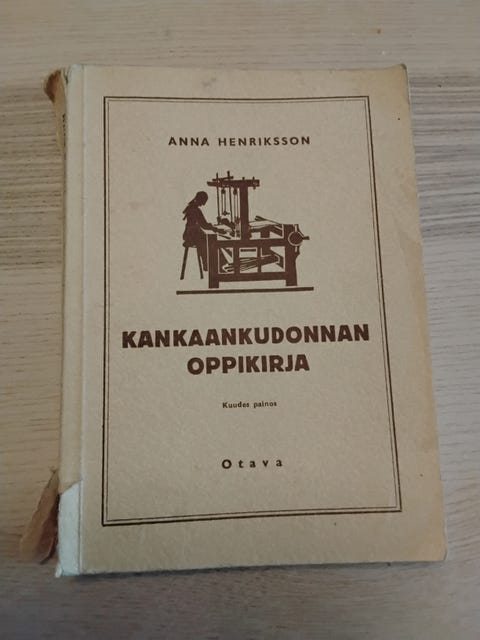 ANNA HENRIKSSON
KANKAANKUDONNAN
OPPIKIRJA
Kuudes painos
Otava